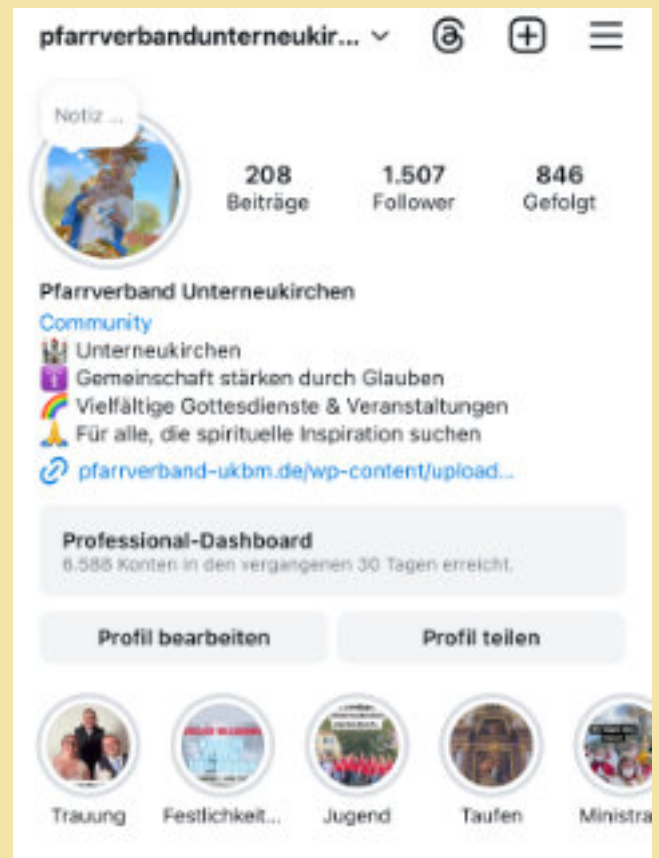 pfarrverbandunterneukir...
Notiz ...
208 1.507 846
Beiträge Follower Gefolgt
Pfarrverband Unterneukirchen
Community
Unterneukirchen
Gemeinschaft stärken durch Glauben
🌈 Vielfältige Gottesdienste & Veranstaltungen
🙏 Für alle, die spirituelle Inspiration suchen
pfarrverband-ukbm.de/wp-content/upload...
Professional-Dashboard
6.588 Konten in den vergangenen 30 Tagen erreicht.
Profil bearbeiten Profil teilen
Trauung Festlichkeit... Jugend Taufen Ministra